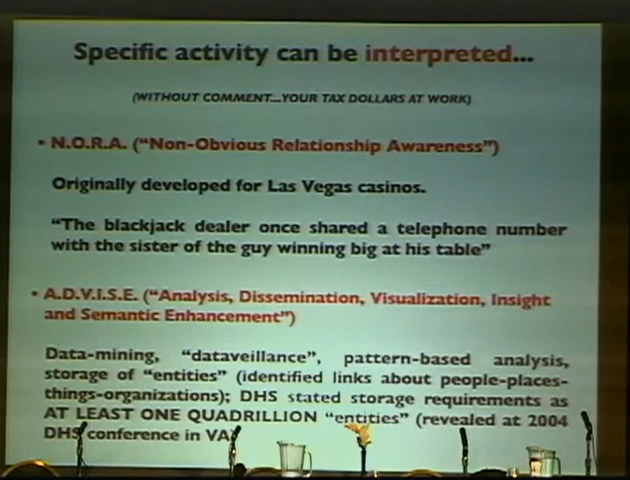 Specific activity can be interpreted...
(WITHOUT COMMENT...YOUR TAX DOLLARS AT WORK)
• N.O.R.A. ("Non-Obvious Relationship Awareness")
Originally developed for Las Vegas casinos.
"The blackjack dealer once shared a telephone number
with the sister of the guy winning big at his table"
• A.D.V.I.S.E. ("Analysis, Dissemination, Visualization, Insight
and Semantic Enhancement")
Data-mining, "dataveillance", pattern-based analysis,
storage of "entities" (identified links about people-places-
things-organizations); DHS stated storage requirements as
AT LEAST ONE QUADRILLION "entities" (revealed at 2004
DHS conference in VA)